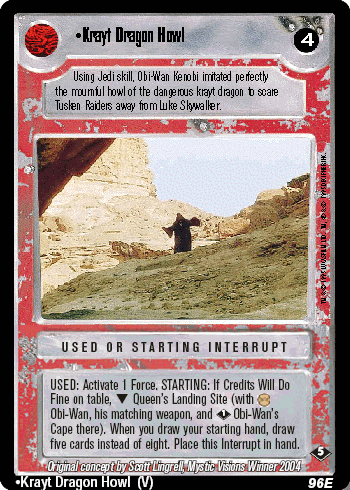 •Krayt Dragon Howl
4
Using Jedi skill, Obi-Wan Kenobi imitated perfectly
the mournful howl of the dangerous krayt dragon to scare
Tusken Raiders away from Luke Skywalker.
USED OR STARTING INTERRUPT
USED: Activate 1 Force. STARTING: If Credits Will Do
Fine on table, ▼ Queen's Landing Site (with
Obi-Wan, his matching weapon, and Obi-Wan's
Cape there). When you draw your starting hand, draw
five cards instead of eight. Place this Interrupt in hand.
5
Original concept by Scott Lingrell, Mystic Visions Winner 2004
•Krayt Dragon Howl (V)
96E